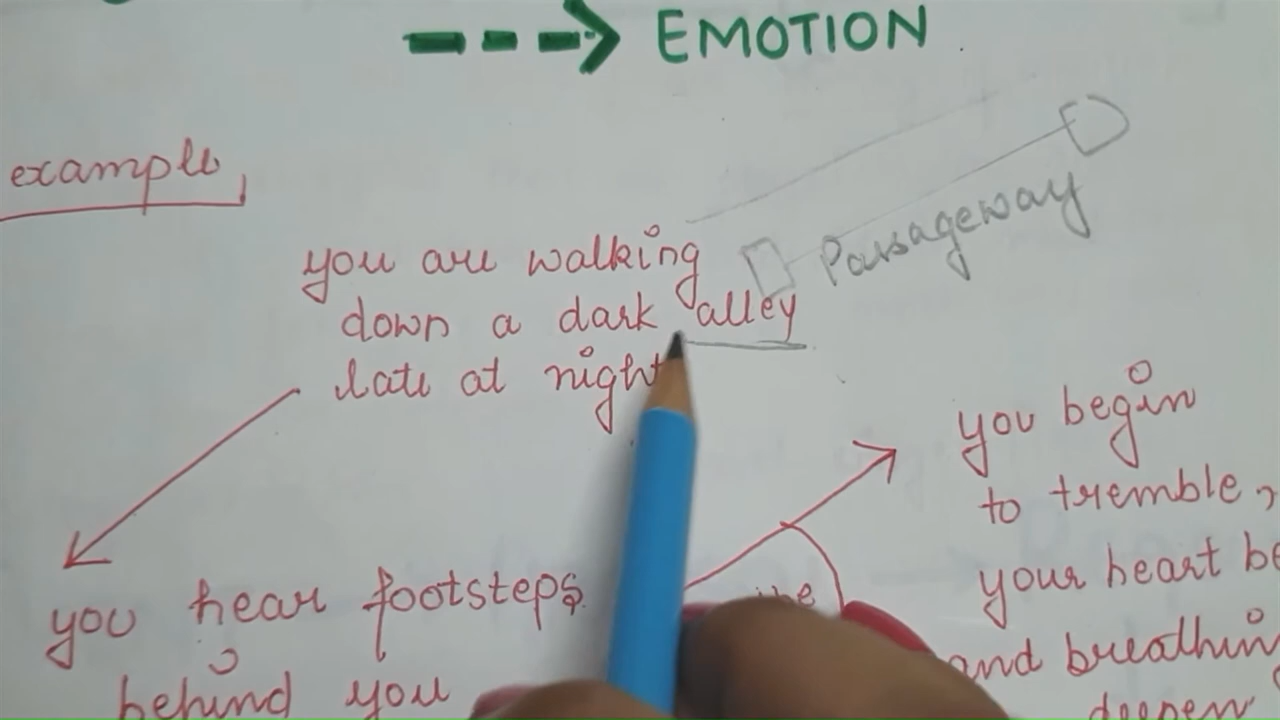 EMOTION
example,
Passageway
you are walking
down a dark alley
late at night
you hear footsteps
behind you
you begin
to tremble,
your heart be
and breathin
deepen